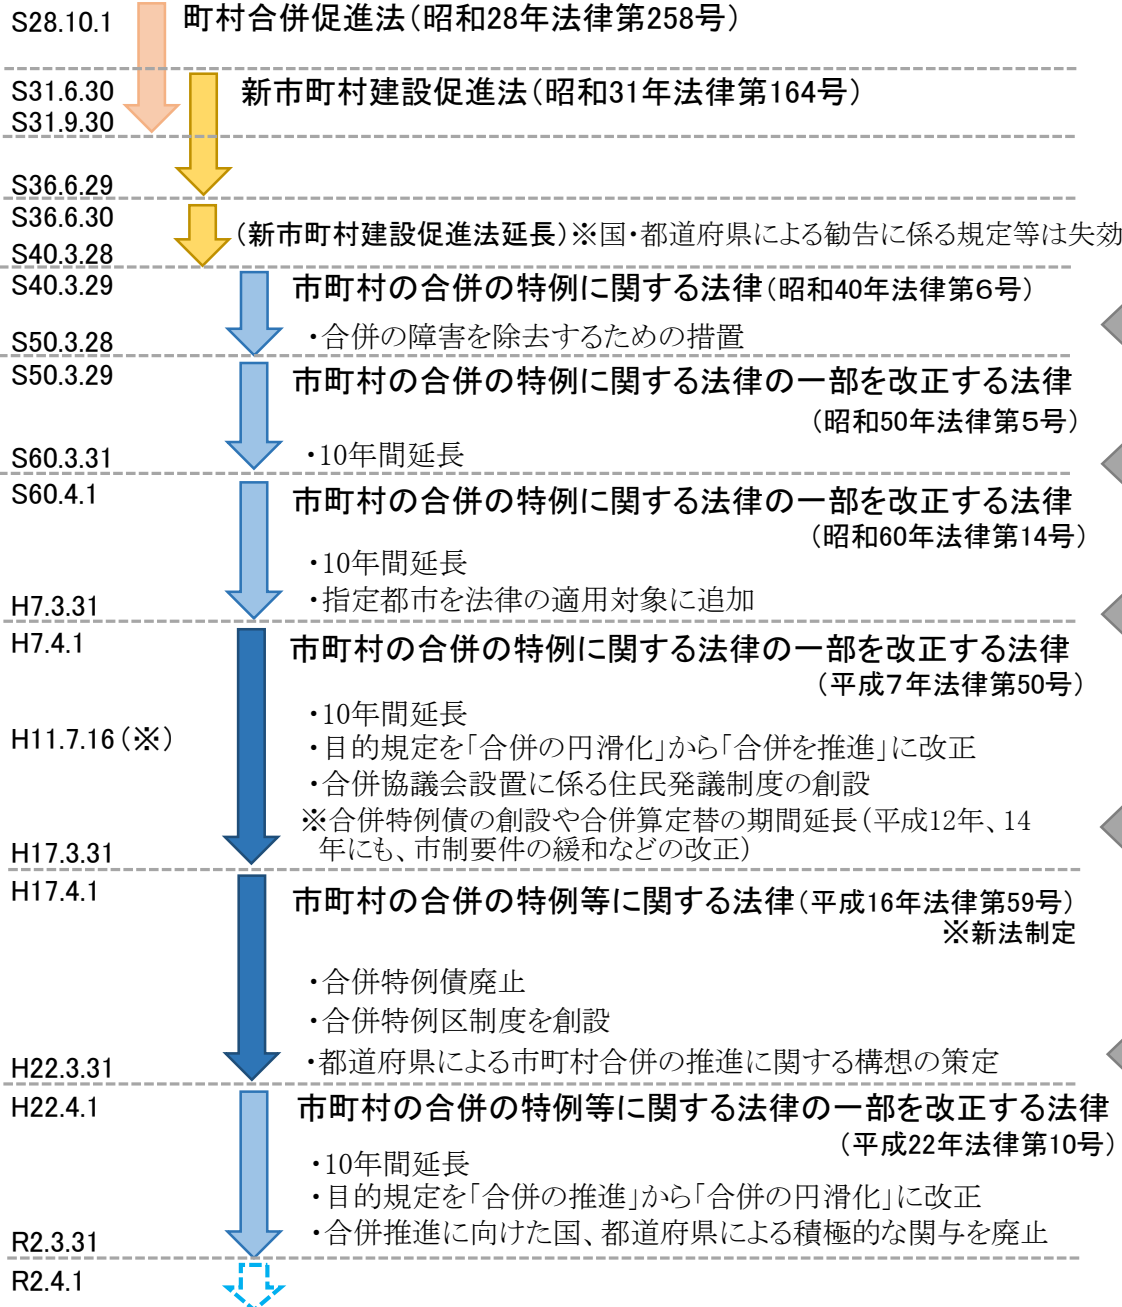 S28.10.1
町村合併促進法(昭和28年法律第258号)
S31.6.30
新市町村建設促進法(昭和31年法律第164号)
S31.9.30
S36.6.29
S36.6.30
(新市町村建設促進法延長)※国・都道府県による勧告に係る規定等は失効
S40.3.28
S40.3.29
市町村の合併の特例に関する法律(昭和40年法律第6号)
・合併の障害を除去するための措置
S50.3.28
S50.3.29
市町村の合併の特例に関する法律の一部を改正する法律
(昭和50年法律第5号)
・10年間延長
S60.3.31
S60.4.1
市町村の合併の特例に関する法律の一部を改正する法律
(昭和60年法律第14号)
・10年間延長
・指定都市を法律の適用対象に追加
H7.3.31
H7.4.1
市町村の合併の特例に関する法律の一部を改正する法律
(平成7年法律第50号)
・10年間延長
H11.7.16(※)
・目的規定を「合併の円滑化」から「合併を推進」に改正
・合併協議会設置に係る住民発議制度の創設
※合併特例債の創設や合併算定替の期間延長(平成12年、14
年にも、市制要件の緩和などの改正)
H17.3.31
H17.4.1
市町村の合併の特例等に関する法律(平成16年法律第59号)
※新法制定
・合併特例債廃止
・合併特例区制度を創設
・都道府県による市町村合併の推進に関する構想の策定
H22.3.31
H22.4.1
市町村の合併の特例等に関する法律の一部を改正する法律
(平成22年法律第10号)
・10年間延長
・目的規定を「合併の推進」から「合併の円滑化」に改正
・合併推進に向けた国、都道府県による積極的な関与を廃止
R2.3.31
R2.4.1